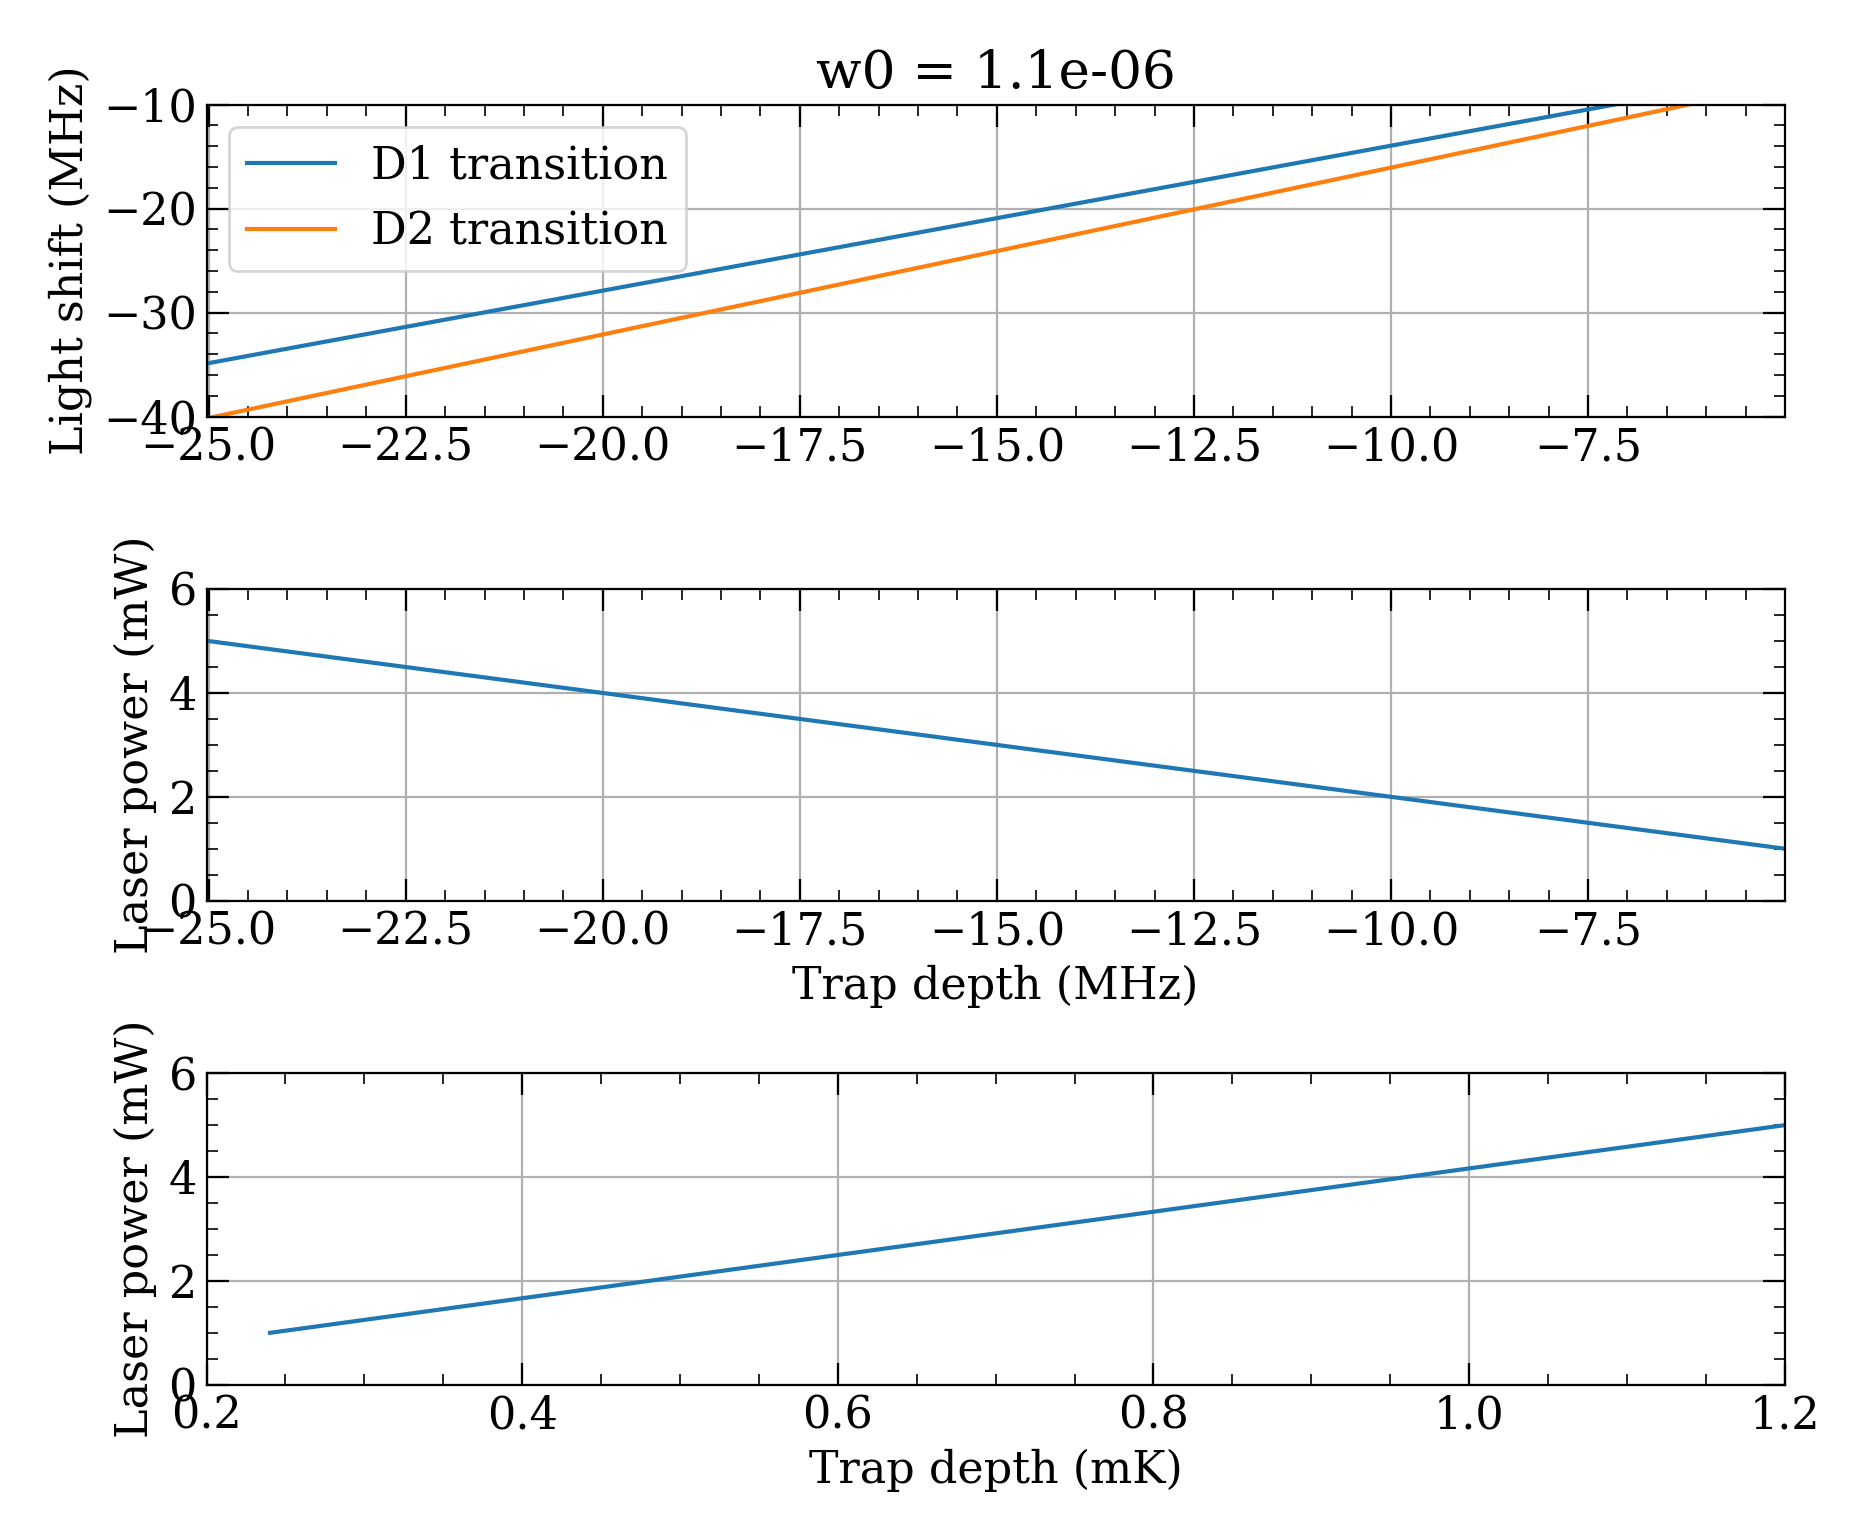 w0 = 1.1e-06
Light shift (MHz)
−10
−20
−30
−40
D1 transition
D2 transition
−25.0 −22.5 −20.0 −17.5 −15.0 −12.5 −10.0 −7.5
Laser power (mW)
6
4
2
0
−25.0 −22.5 −20.0 −17.5 −15.0 −12.5 −10.0 −7.5
Trap depth (MHz)
Laser power (mW)
6
4
2
0
0.2 0.4 0.6 0.8 1.0 1.2
Trap depth (mK)